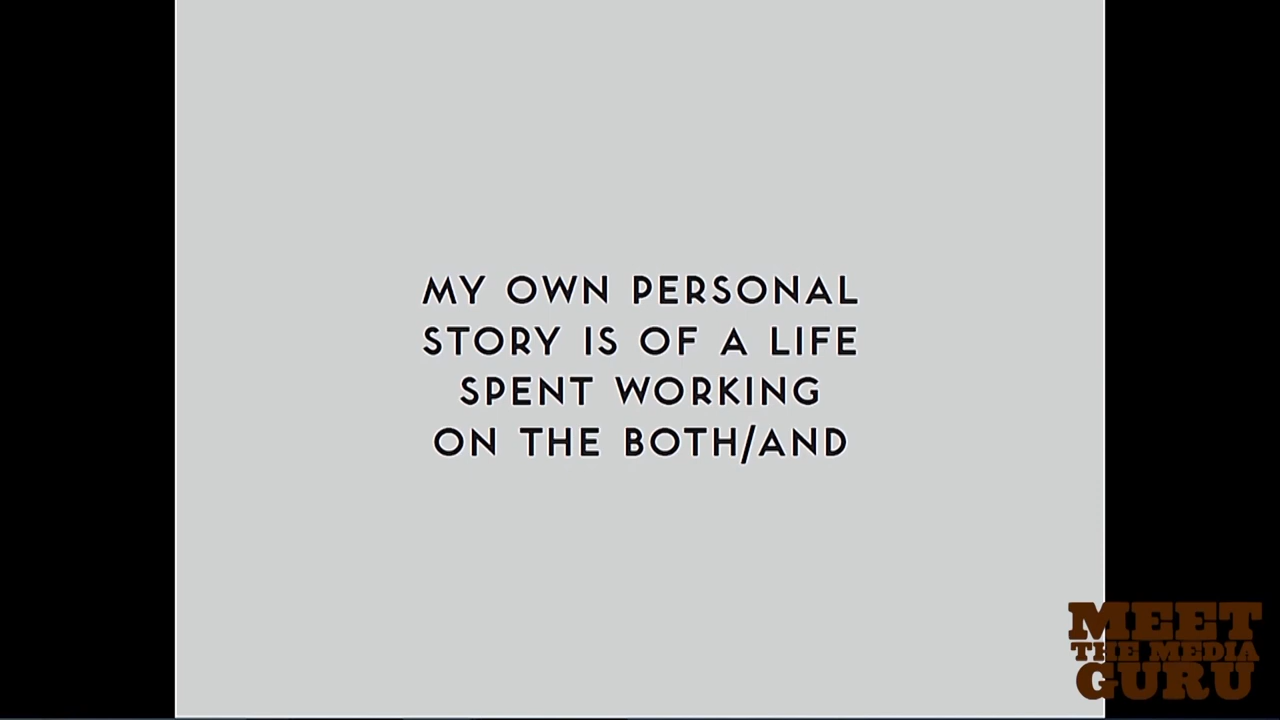 MY OWN PERSONAL
STORY IS OF A LIFE
SPENT WORKING
ON THE BOTH/AND
MEET
THE MEDIA
GURU